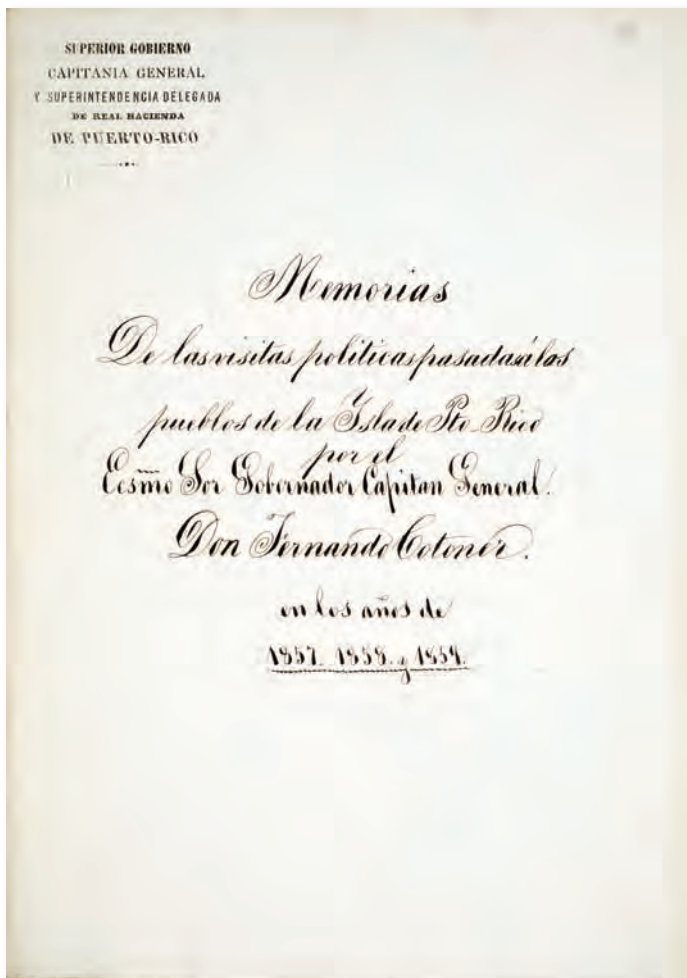 SUPERIOR GOBIERNO
CAPITANIA GENERAL
Y SUPERINTENDENCIA DELEGADA
DE REAL HACIENDA
DE PUERTO-RICO
Memorias
De las visitas politicas pasadas á los
pueblos de la Isla de Pto. Rico
por el
Ecsmo Sor Gobernador Capitan General.
Don Fernando Cotoner.
en los años de
1857. 1858. y 1859.